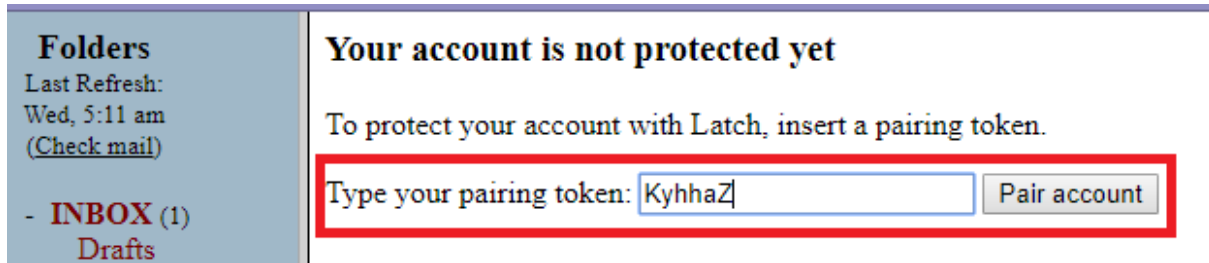 Folders
Last Refresh:
Wed, 5:11 am
(Check mail)
- INBOX (1)
Drafts
Your account is not protected yet
To protect your account with Latch, insert a pairing token.
Type your pairing token: KyhhaZ Pair account